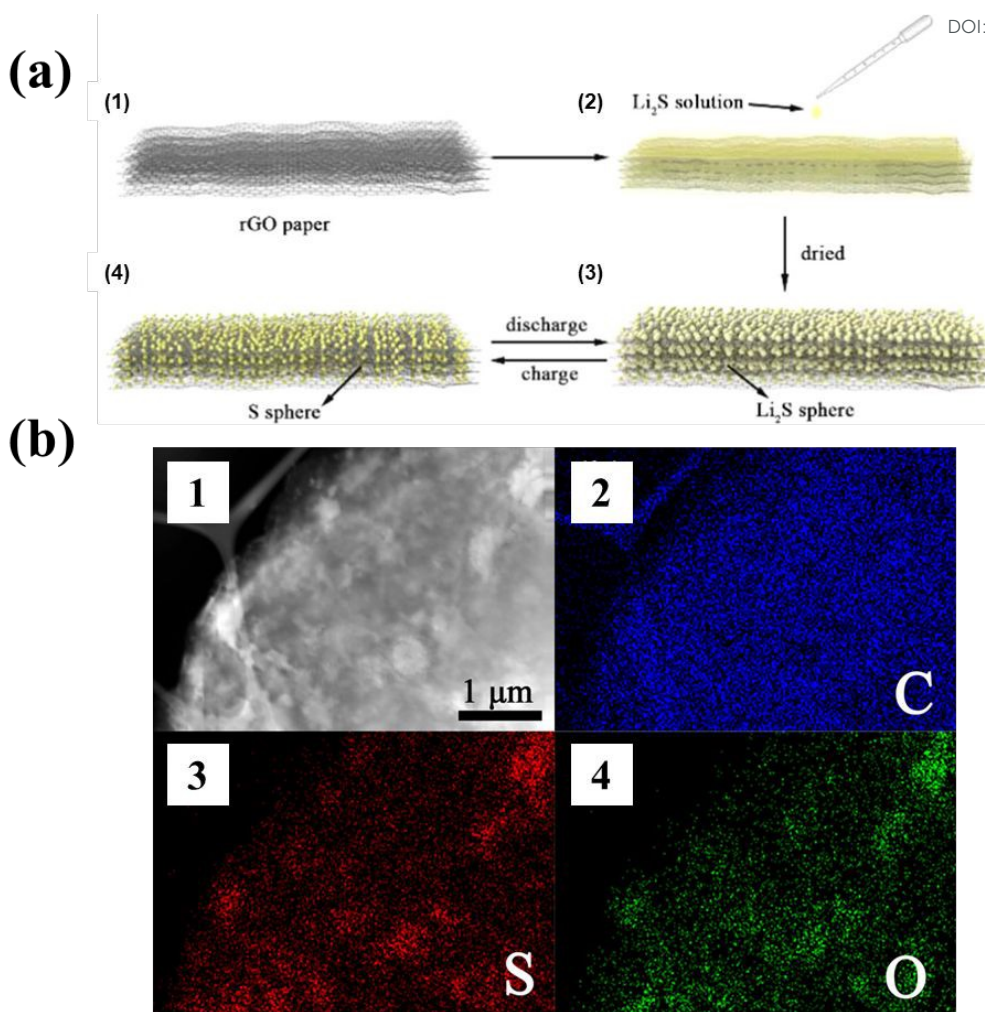 DOI:
(a)
(1)
(2)
Li₂S solution
rGO paper
dried
(4)
(3)
discharge
charge
S sphere
Li₂S sphere
(b)
1
2
1 μm
C
3
4
S
O